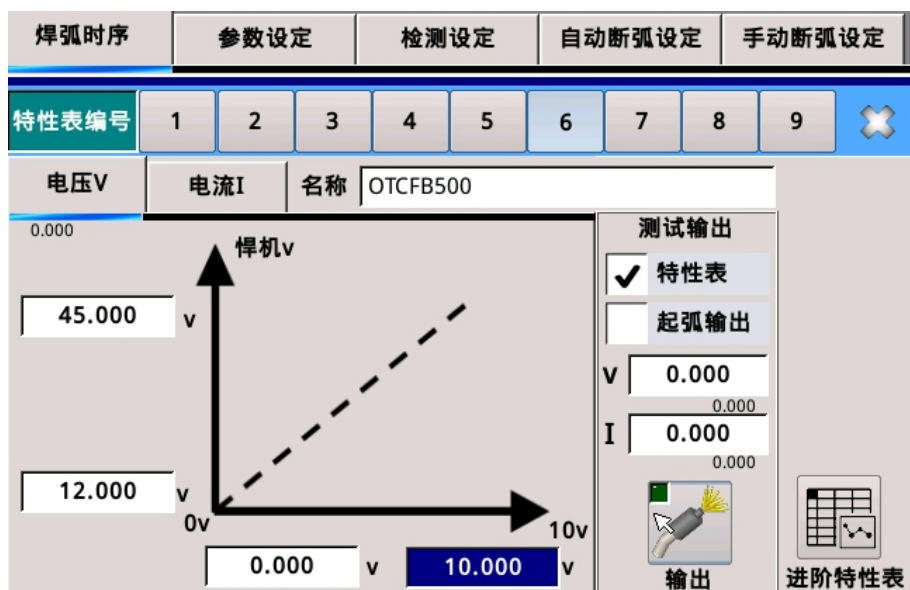 焊弧时序 参数设定 检测设定 自动断弧设定 手动断弧设定
特性表编号 1 2 3 4 5 6 7 8 9
电压V 电流I 名称 OTCFB500
0.000 测试输出
悍机v
特性表
45.000 v
起弧输出
V 0.000
0.000
I 0.000
0.000
12.000 v
0v 10v
0.000 v 10.000 v
输出 进阶特性表